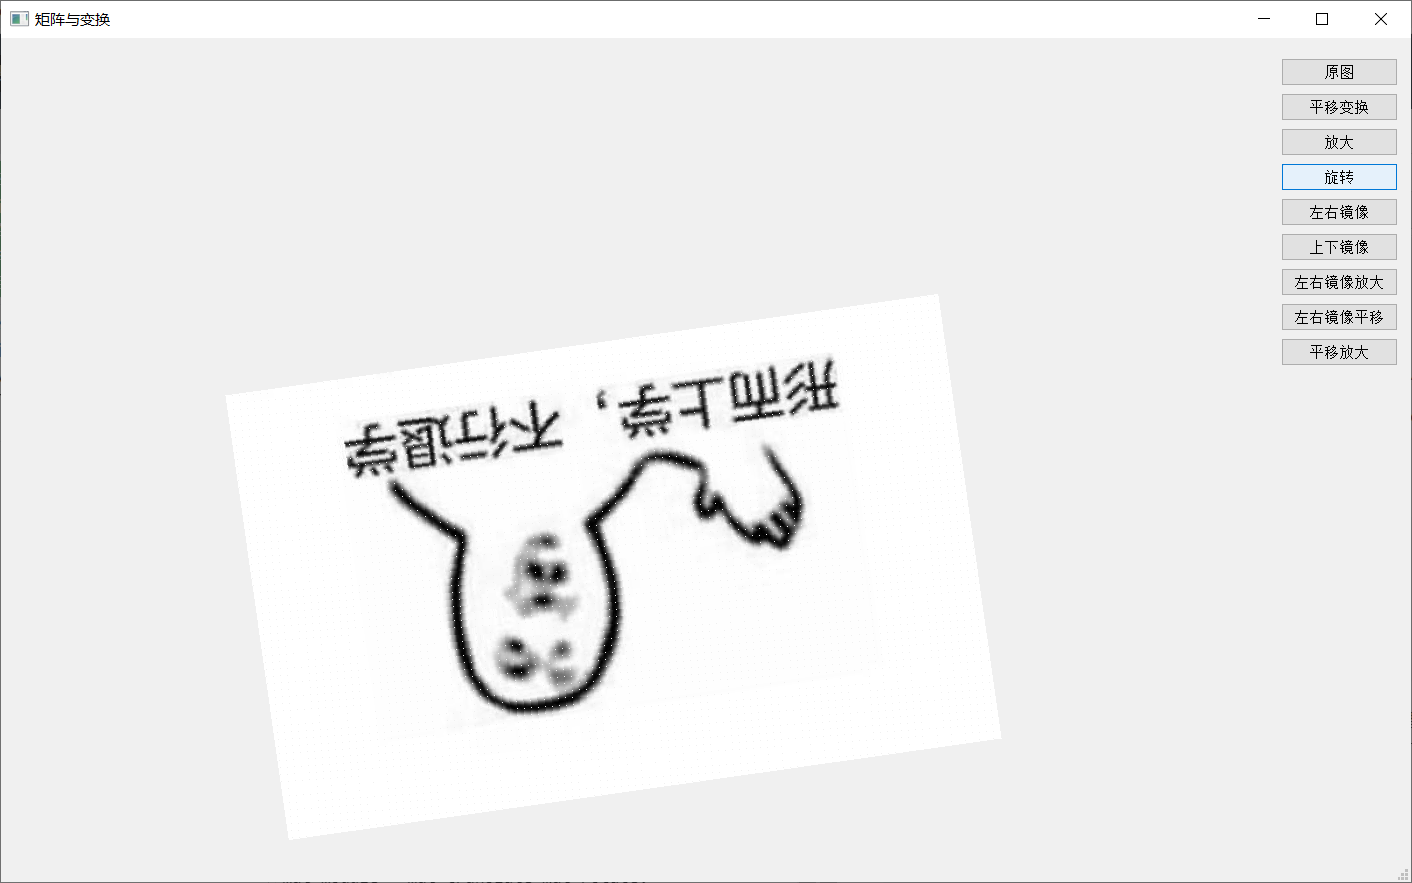 矩阵与变换
原图
平移变换
放大
旋转
左右镜像
上下镜像
左右镜像放大
左右镜像平移
平移放大
形而上学，不行退学